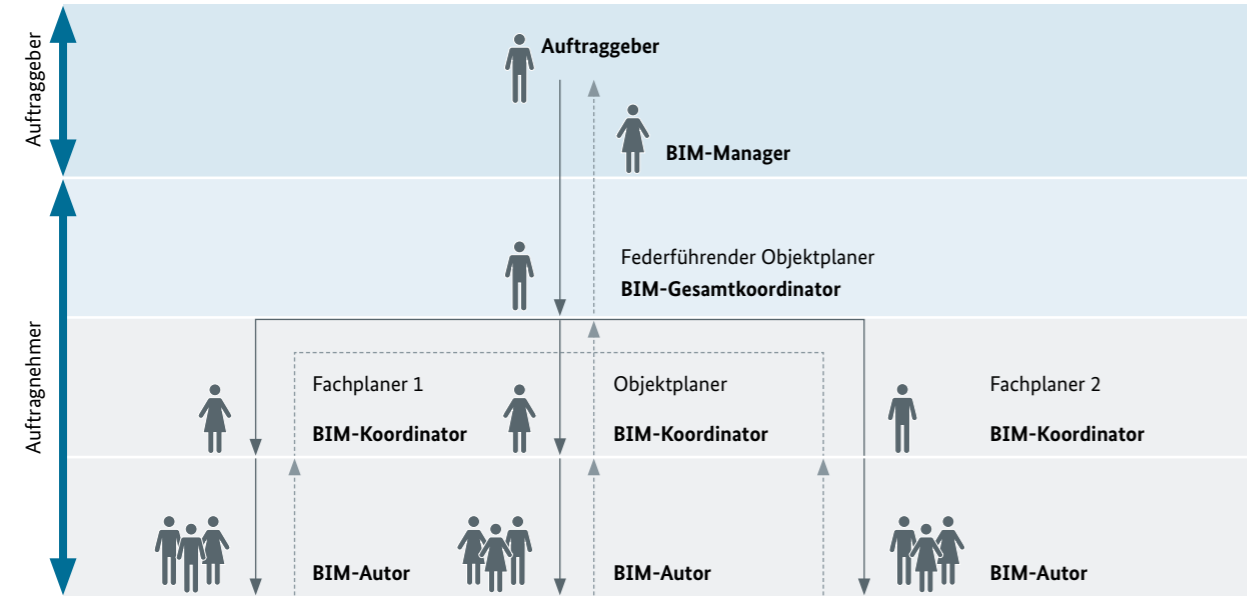 Auftraggeber
Auftraggeber
BIM-Manager
Auftragnehmer
Federführender Objektplaner
BIM-Gesamtkoordinator
Fachplaner 1
BIM-Koordinator
Objektplaner
BIM-Koordinator
Fachplaner 2
BIM-Koordinator
BIM-Autor
BIM-Autor
BIM-Autor